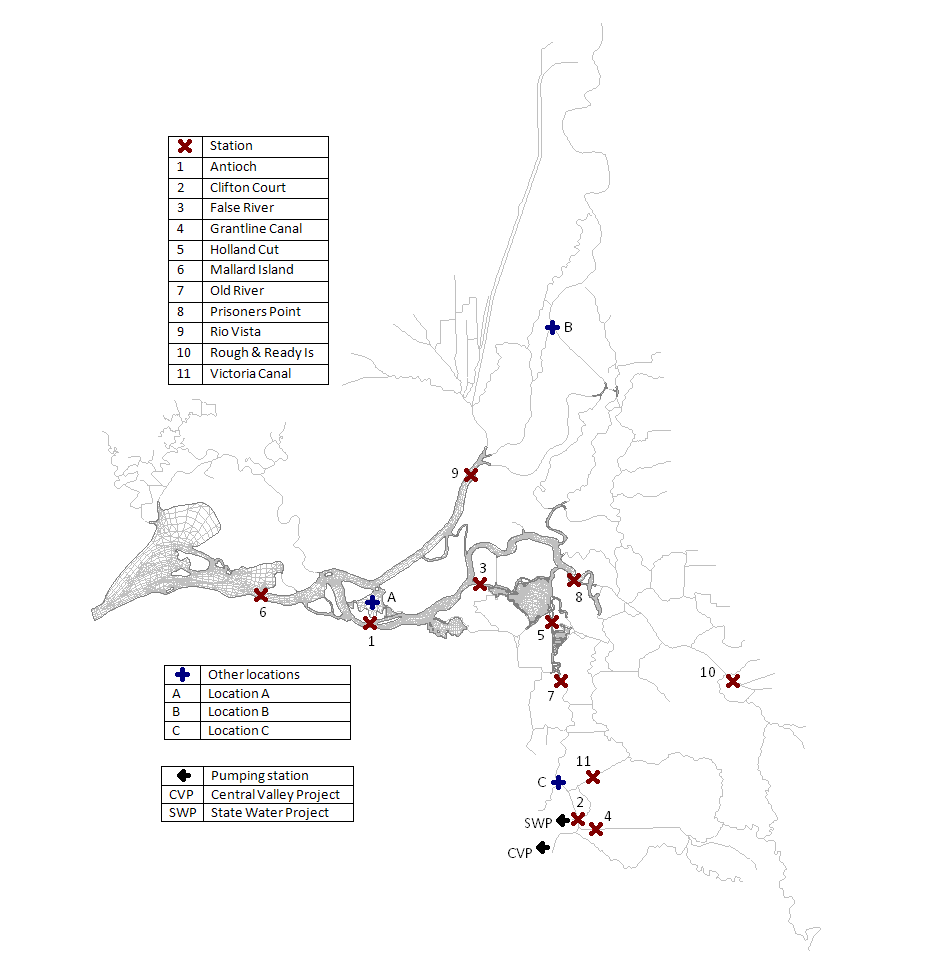 Station
1 Antioch
2 Clifton Court
3 False River
4 Grantline Canal
5 Holland Cut
6 Mallard Island
7 Old River
8 Prisoners Point
9 Rio Vista
10 Rough & Ready Is
11 Victoria Canal
B
9
3
A
8
6
1
5
10
7
Other locations
A Location A
B Location B
C Location C
11
C
Pumping station
CVP Central Valley Project
SWP State Water Project
2
4
SWP
CVP